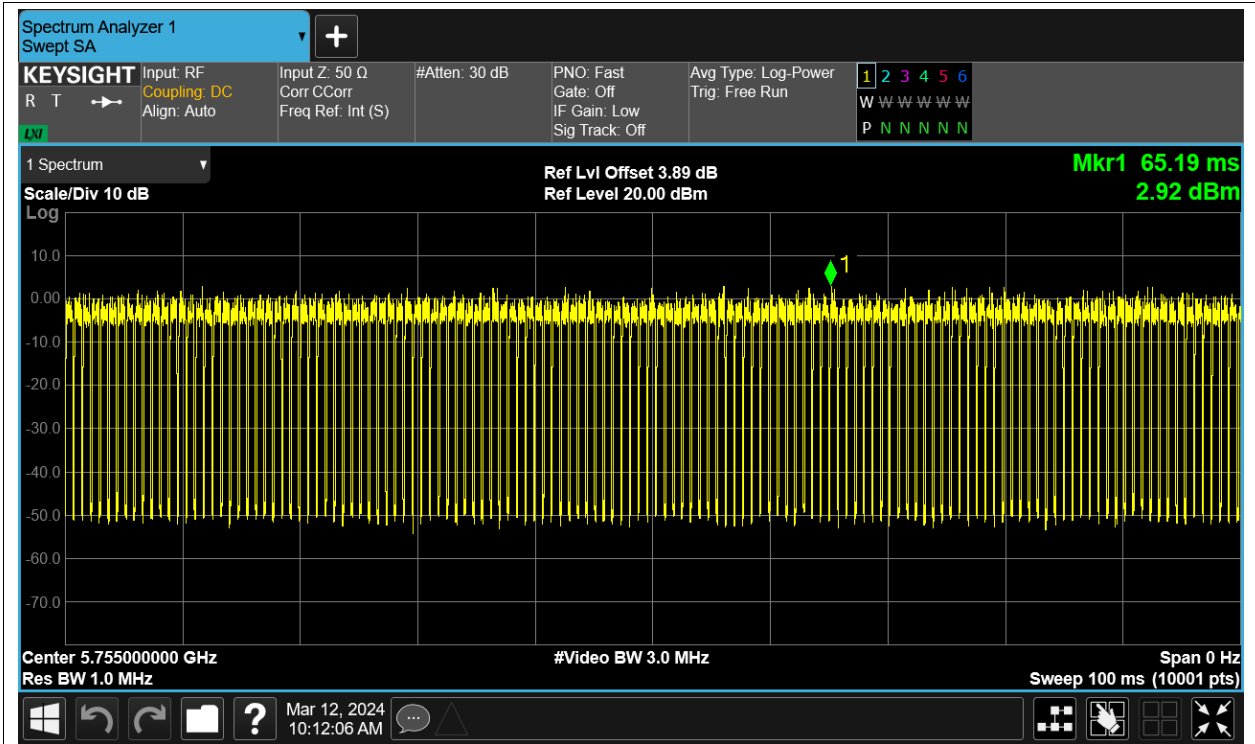 Spectrum Analyzer 1
Swept SA
KEYSIGHT
R T
LXI
Input: RF
Coupling: DC
Align: Auto
Input Z: 50 Ω
Corr CCorr
Freq Ref: Int (S)
#Atten: 30 dB
PNO: Fast
Gate: Off
IF Gain: Low
Sig Track: Off
Avg Type: Log-Power
Trig: Free Run
1 2 3 4 5 6
W W W W W W
P N N N N N
1 Spectrum
Scale/Div 10 dB
Log
Ref Lvl Offset 3.89 dB
Ref Level 20.00 dBm
Mkr1 65.19 ms
2.92 dBm
1
10.0
0.00
-10.0
-20.0
-30.0
-40.0
-50.0
-60.0
-70.0
Center 5.755000000 GHz
Res BW 1.0 MHz
#Video BW 3.0 MHz
Span 0 Hz
Sweep 100 ms (10001 pts)
?
Mar 12, 2024
10:12:06 AM